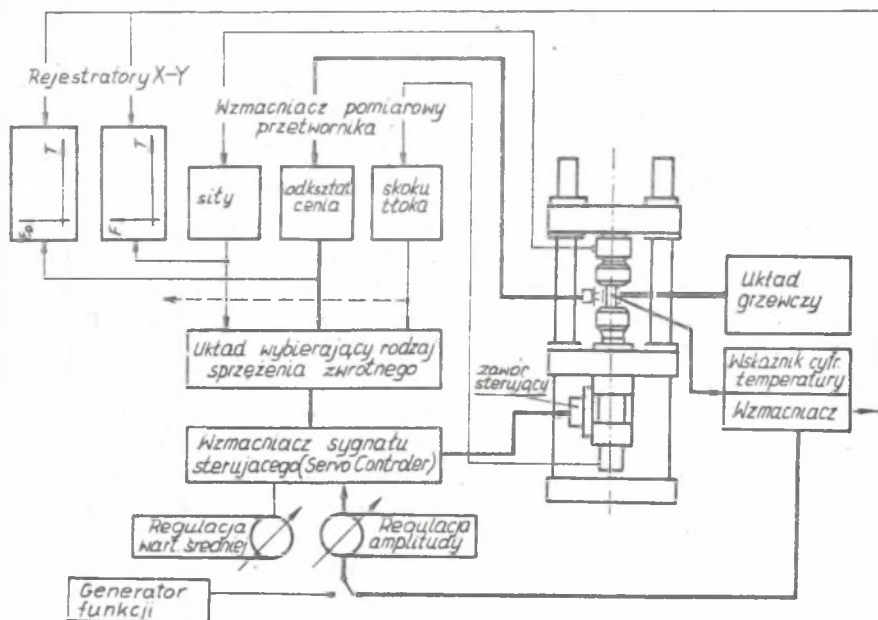 Rejestratory X-Y
Wzmacniacz pomiarowy
przetwornika
T
T
F
siły
odkształ
cenia
skoku
tłoka
Układ
grzewczy
Układ wybierający rodzaj
sprzężenia zwrotnego
zawór
sterujący
Wskaźnik cyfr.
temperatury
Wzmacniacz
Wzmacniacz sygnału
sterującego (Servo Controler)
Regulacja
wart. średniej
Regulacja
amplitudy
Generator
funkcji